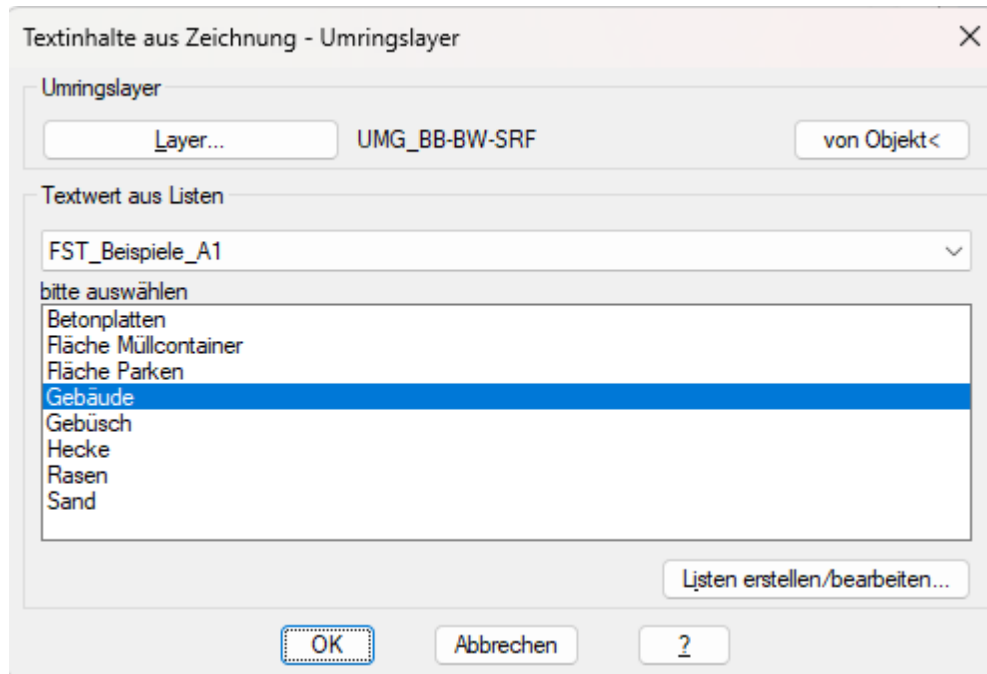 Textinhalte aus Zeichnung - Umringslayer
Umringslayer
Layer... UMG_BB-BW-SRF von Objekt<
Textwert aus Listen
FST_Beispiele_A1
bitte auswählen
Betonplatten
Fläche Müllcontainer
Fläche Parken
Gebäude
Gebüsch
Hecke
Rasen
Sand
Listen erstellen/bearbeiten...
OK Abbrechen ?